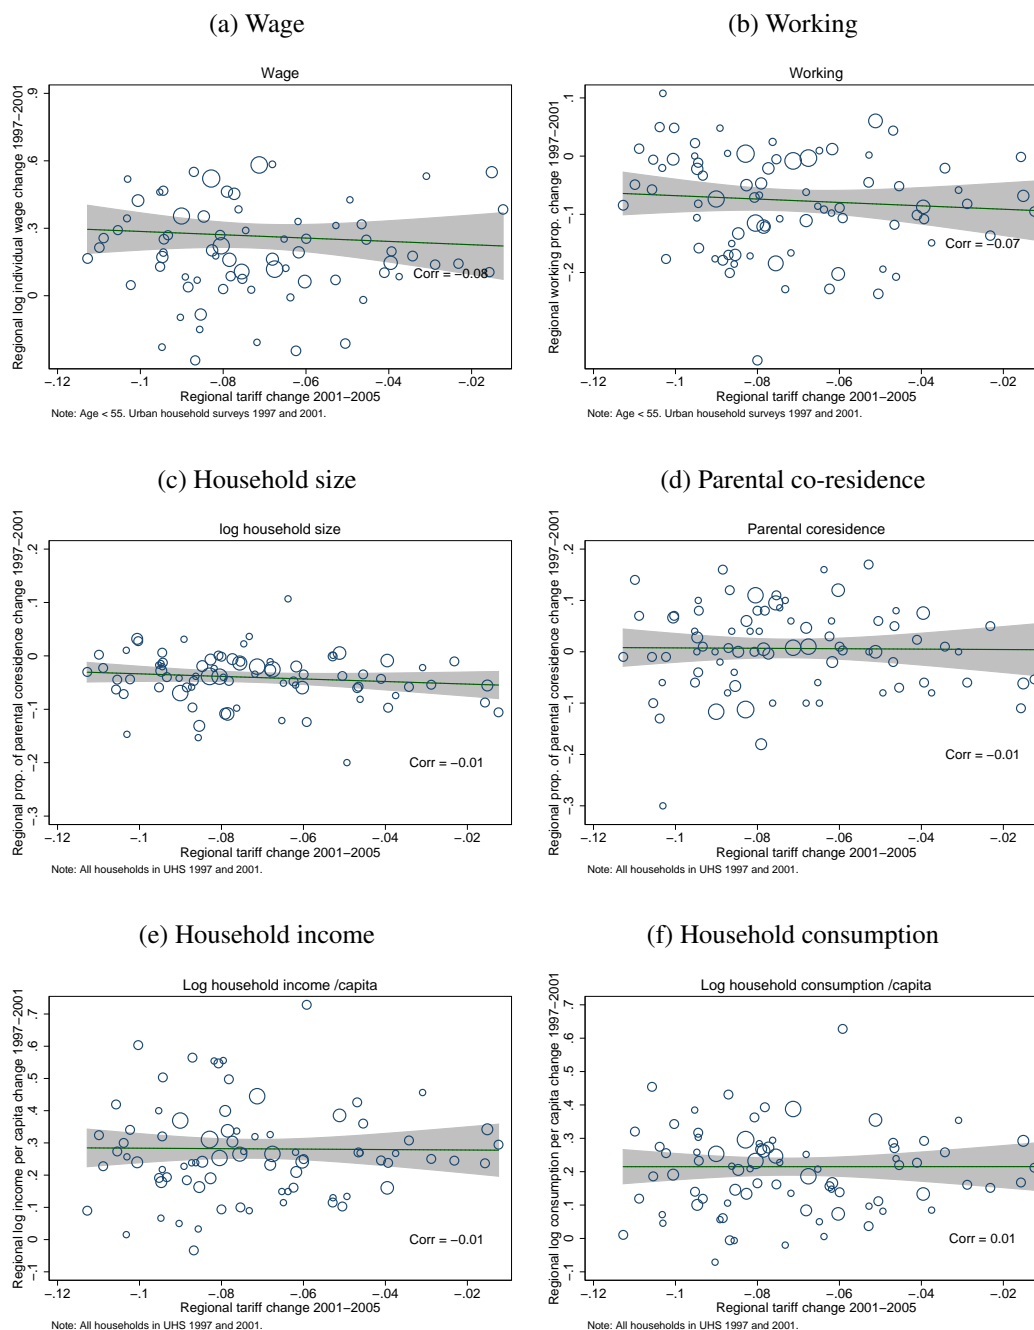 (a) Wage
(b) Working
Wage
Working
Regional log individual wage change 1997−2001
.9
.6
.3
0
Corr = −0.08
−.12 −.1 −.08 −.06 −.04 −.02
Regional tariff change 2001−2005
Note: Age < 55. Urban household surveys 1997 and 2001.
Regional working prop. change 1997−2001
.1
0
−.1
−.2
Corr = −0.07
−.12 −.1 −.08 −.06 −.04 −.02
Regional tariff change 2001−2005
Note: Age < 55. Urban household surveys 1997 and 2001.
(c) Household size
(d) Parental co-residence
log household size
Parental coresidence
Regional prop. of parental coresidence change 1997−2001
.2
.1
0
−.1
−.2
−.3
Corr = −0.01
−.12 −.1 −.08 −.06 −.04 −.02
Regional tariff change 2001−2005
Note: All households in UHS 1997 and 2001.
Regional prop. of parental coresidence change 1997−2001
.2
.1
0
−.1
−.2
−.3
Corr = −0.01
−.12 −.1 −.08 −.06 −.04 −.02
Regional tariff change 2001−2005
Note: All households in UHS 1997 and 2001.
(e) Household income
(f) Household consumption
Log household income /capita
Log household consumption /capita
Regional log income per capita change 1997−2001
.7
.6
.5
.4
.3
.2
.1
0
−.1
Corr = −0.01
−.12 −.1 −.08 −.06 −.04 −.02
Regional tariff change 2001−2005
Note: All households in UHS 1997 and 2001.
Regional log consumption per capita change 1997−2001
.7
.6
.5
.4
.3
.2
.1
0
−.1
Corr = 0.01
−.12 −.1 −.08 −.06 −.04 −.02
Regional tariff change 2001−2005
Note: All households in UHS 1997 and 2001.